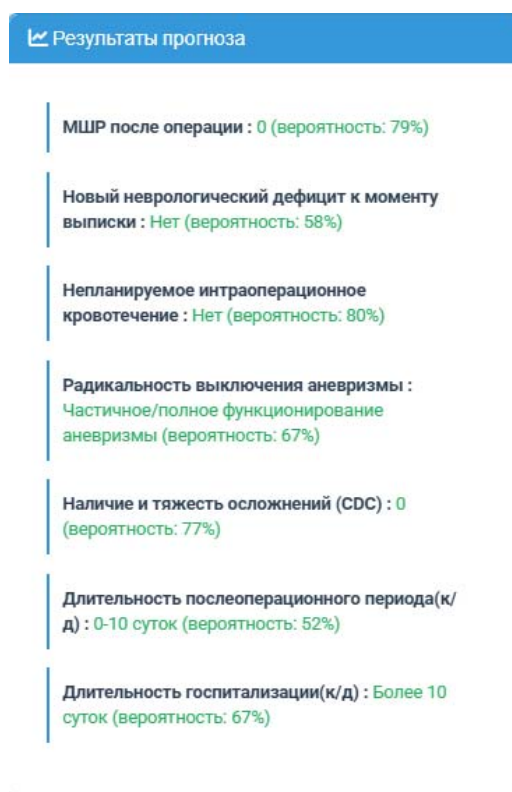 Результаты прогноза
МШР после операции : 0 (вероятность: 79%)
Новый неврологический дефицит к моменту
выписки : Нет (вероятность: 58%)
Непланируемое интраоперационное
кровотечение : Нет (вероятность: 80%)
Радикальность выключения аневризмы :
Частичное/полное функционирование
аневризмы (вероятность: 67%)
Наличие и тяжесть осложнений (CDC) : 0
(вероятность: 77%)
Длительность послеоперационного периода(к/
д) : 0-10 суток (вероятность: 52%)
Длительность госпитализации(к/д) : Более 10
суток (вероятность: 67%)